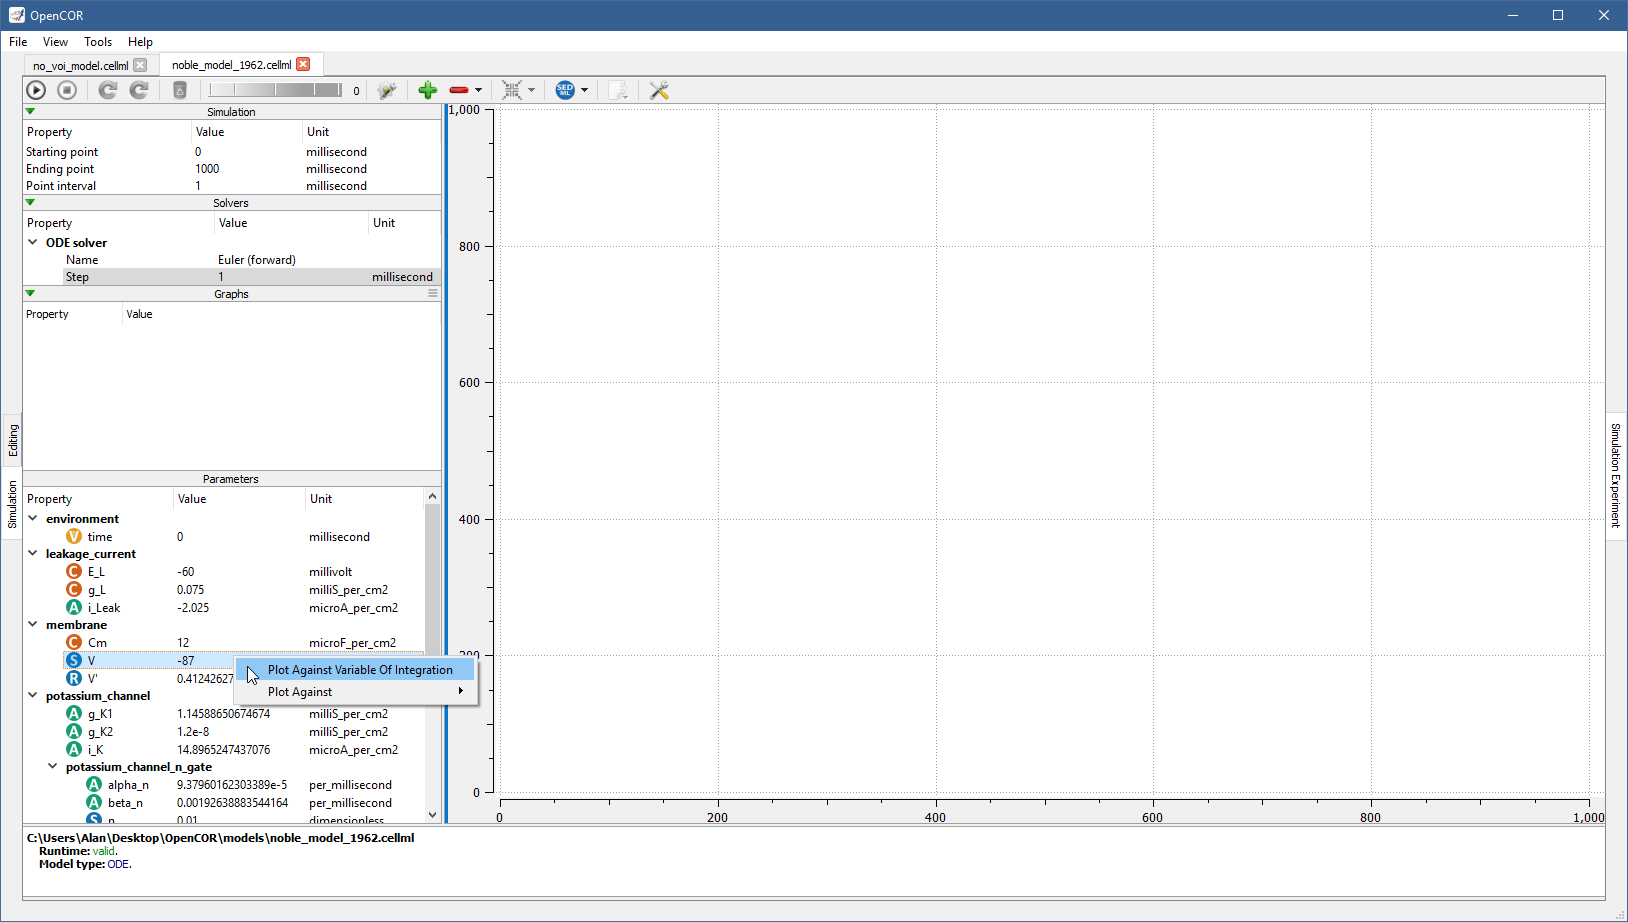 OpenCOR
File View Tools Help
no_voi_model.cellml noble_model_1962.cellml
0 SED ML
Simulation
Property Value Unit
Starting point 0 millisecond
Ending point 1000 millisecond
Point interval 1 millisecond
Solvers
Property Value Unit
ODE solver
Name Euler (forward)
Step 1 millisecond
Graphs
Property Value
Editing
Simulation
Parameters
Property Value Unit
environment
V time 0 millisecond
leakage_current
C E_L -60 millivolt
C g_L 0.075 milliS_per_cm2
A i_Leak -2.025 microA_per_cm2
membrane
C Cm 12 microF_per_cm2
S V -87
R V' 0.41242627
Plot Against Variable Of Integration
Plot Against
potassium_channel
A g_K1 1.14588650674674 milliS_per_cm2
A g_K2 1.2e-8 milliS_per_cm2
A i_K 14.8965247437076 microA_per_cm2
potassium_channel_n_gate
A alpha_n 9.37960162303389e-5 per_millisecond
A beta_n 0.00192638883544164 per_millisecond
S n 0.01 dimensionless
1,000
800
600
400
200
0
0 200 400 600 800 1,000
Simulation Experiment
C:\Users\Alan\Desktop\OpenCOR\models\noble_model_1962.cellml
Runtime: valid.
Model type: ODE.